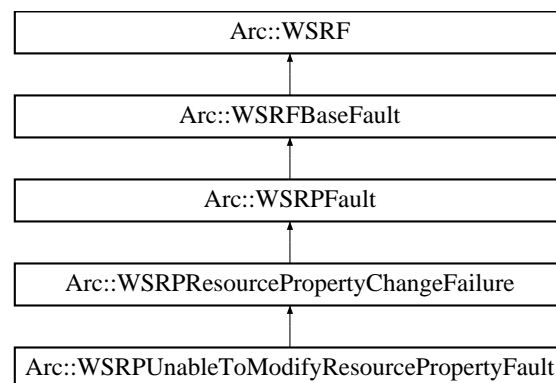 Arc::WSRF
Arc::WSRFBaseFault
Arc::WSRPFault
Arc::WSRPResourcePropertyChangeFailure
Arc::WSRPUnableToModifyResourcePropertyFault